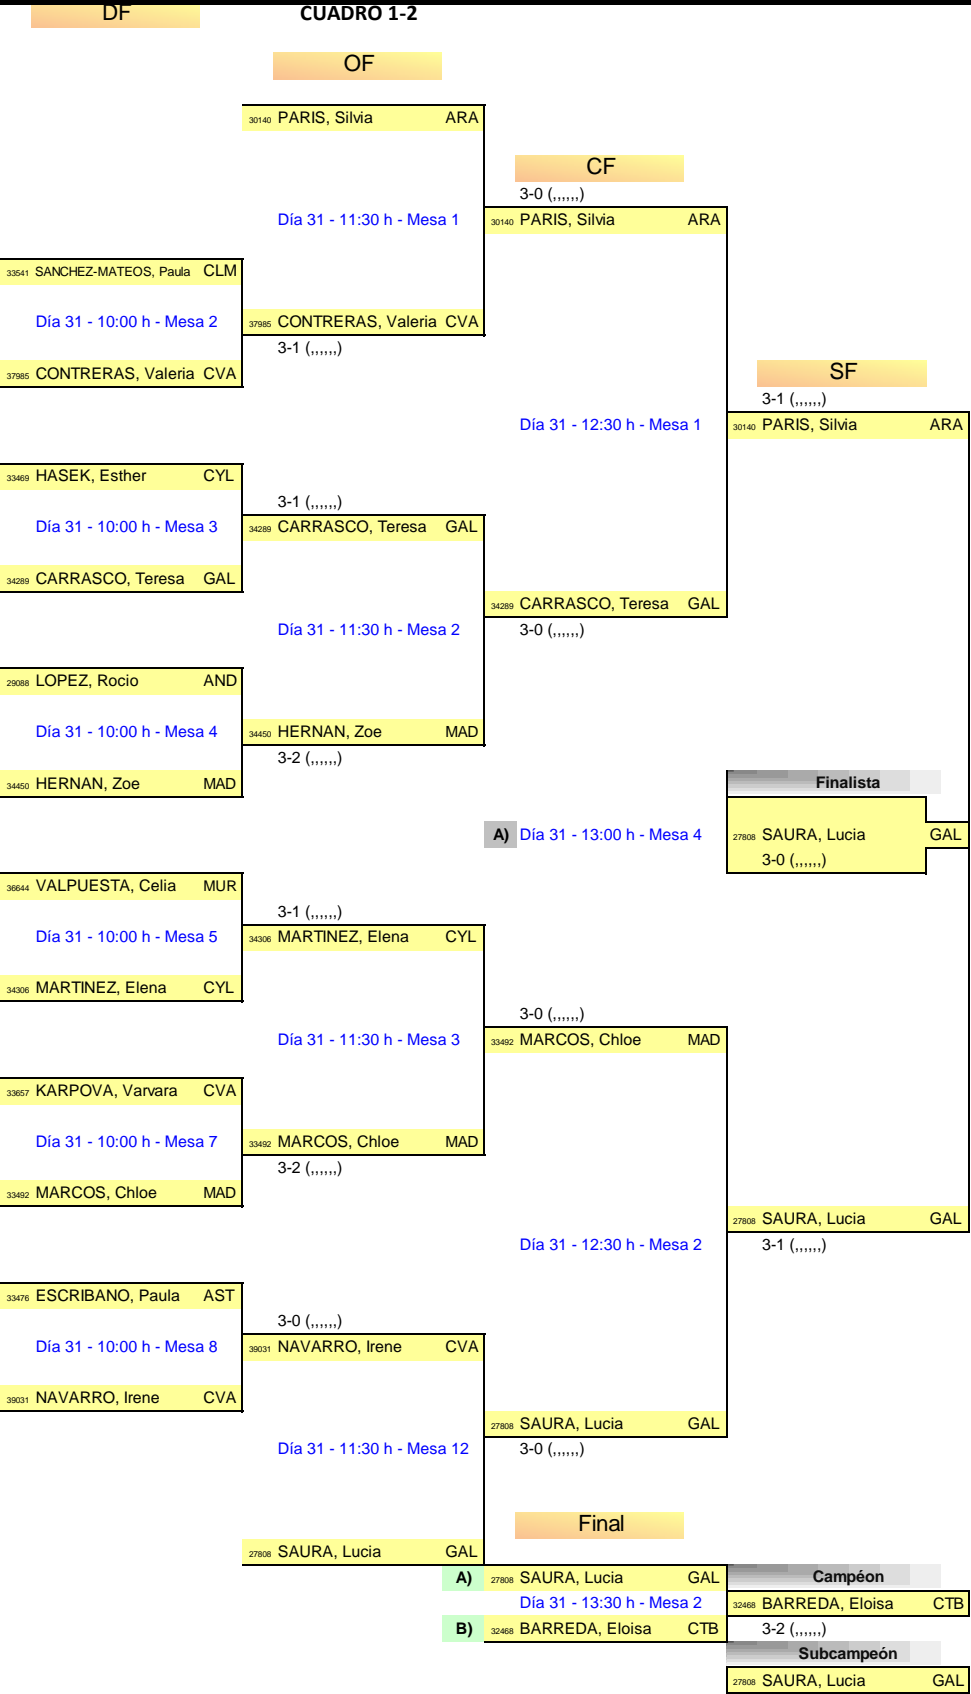 DF
CUADRO 1-2
OF
30140 PARIS, Silvia ARA
CF
3-0 (,,,,,,)
Día 31 - 11:30 h - Mesa 1
30140 PARIS, Silvia ARA
33541 SANCHEZ-MATEOS, Paula CLM
Día 31 - 10:00 h - Mesa 2
37985 CONTRERAS, Valeria CVA
3-1 (,,,,,,)
37985 CONTRERAS, Valeria CVA
SF
3-1 (,,,,,,)
Día 31 - 12:30 h - Mesa 1
30140 PARIS, Silvia ARA
33469 HASEK, Esther CYL
3-1 (,,,,,,)
Día 31 - 10:00 h - Mesa 3
34289 CARRASCO, Teresa GAL
34289 CARRASCO, Teresa GAL
34289 CARRASCO, Teresa GAL
Día 31 - 11:30 h - Mesa 2
3-0 (,,,,,,)
29088 LOPEZ, Rocio AND
Día 31 - 10:00 h - Mesa 4
34450 HERNAN, Zoe MAD
3-2 (,,,,,,)
34450 HERNAN, Zoe MAD
Finalista
A) Día 31 - 13:00 h - Mesa 4
27808 SAURA, Lucia GAL
3-0 (,,,,,,)
36644 VALPUESTA, Celia MUR
3-1 (,,,,,,)
Día 31 - 10:00 h - Mesa 5
34306 MARTINEZ, Elena CYL
34306 MARTINEZ, Elena CYL
3-0 (,,,,,,)
Día 31 - 11:30 h - Mesa 3
33492 MARCOS, Chloe MAD
33657 KARPOVA, Varvara CVA
Día 31 - 10:00 h - Mesa 7
33492 MARCOS, Chloe MAD
3-2 (,,,,,,)
33492 MARCOS, Chloe MAD
27808 SAURA, Lucia GAL
Día 31 - 12:30 h - Mesa 2
3-1 (,,,,,,)
33476 ESCRIBANO, Paula AST
3-0 (,,,,,,)
Día 31 - 10:00 h - Mesa 8
39031 NAVARRO, Irene CVA
39031 NAVARRO, Irene CVA
27808 SAURA, Lucia GAL
Día 31 - 11:30 h - Mesa 12
3-0 (,,,,,,)
Final
27808 SAURA, Lucia GAL
A) 27808 SAURA, Lucia GAL
Campéon
Día 31 - 13:30 h - Mesa 2
32468 BARREDA, Eloisa CTB
B) 32468 BARREDA, Eloisa CTB
3-2 (,,,,,,)
Subcampeón
27808 SAURA, Lucia GAL